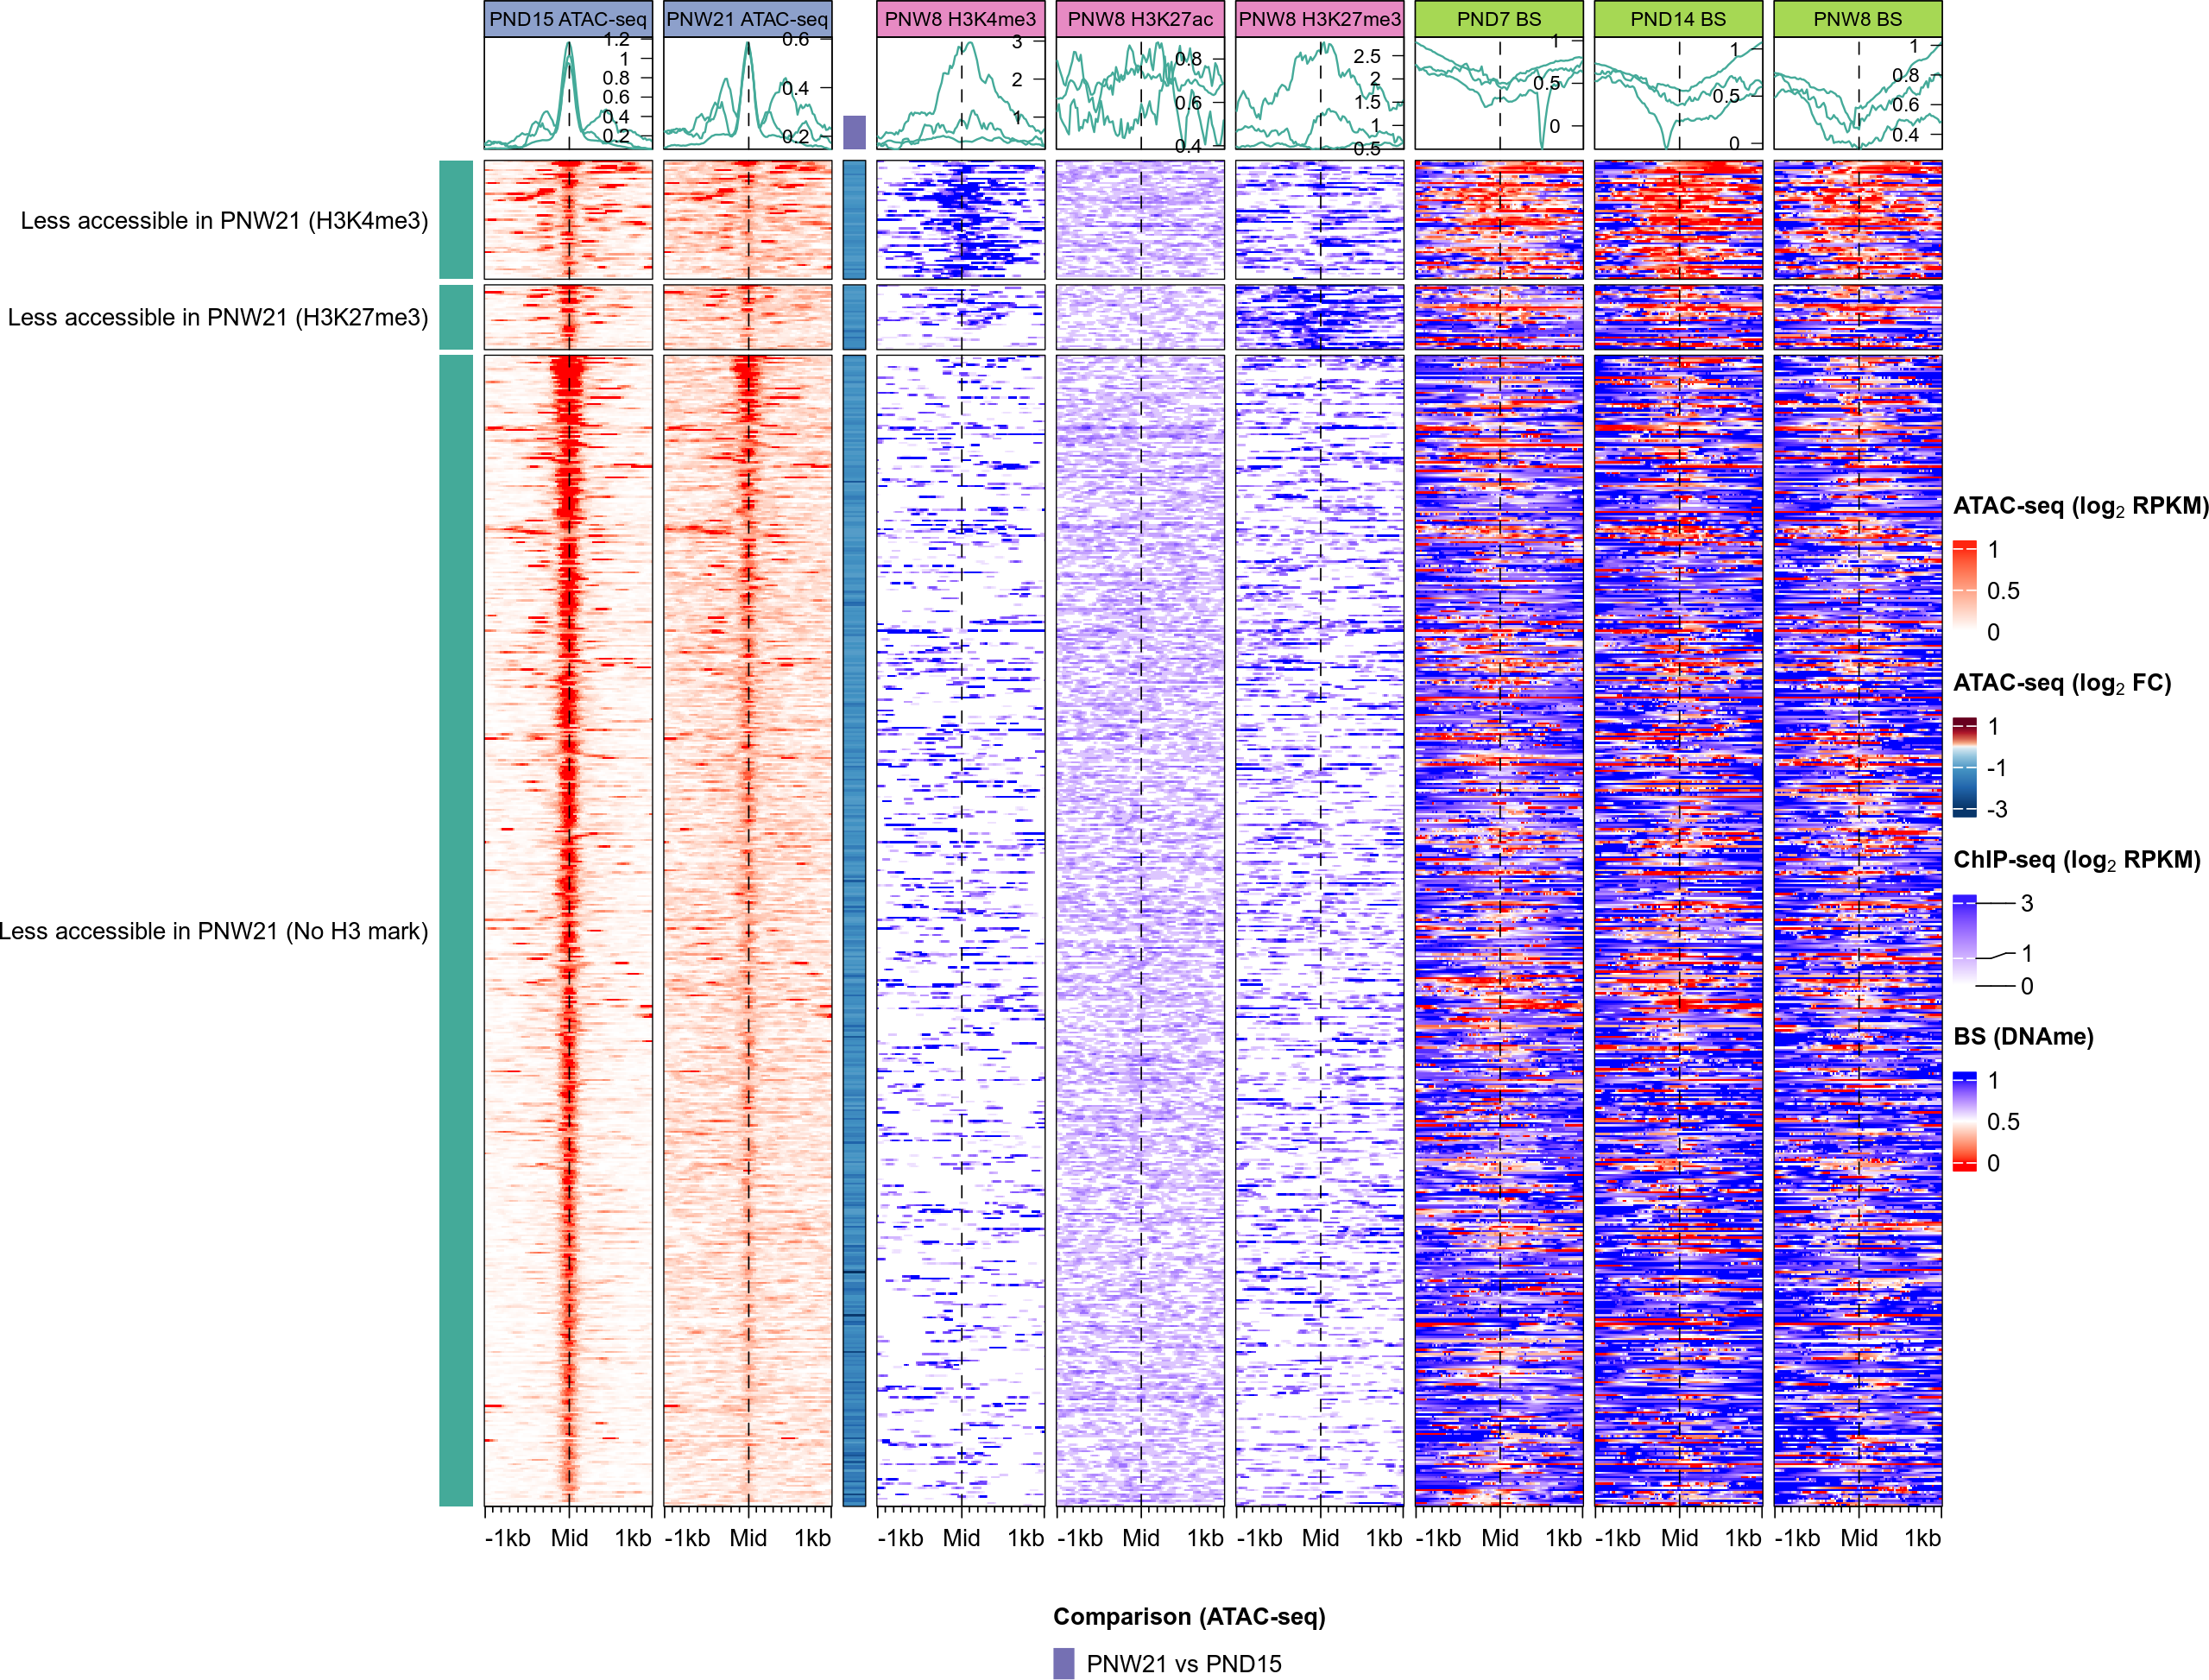 PND15 ATAC-seq PNW21 ATAC-seq PNW8 H3K4me3 PNW8 H3K27ac PNW8 H3K27me3 PND7 BS PND14 BS PNW8 BS
1.2 0.6 3 0.8 2.5 1 1 1
1 0.4 2 0.6 2 0.5 0.5 0.8
0.8 0.2 1 0.4 1.5 0 0 0.6
0.6 1 0.4
0.4 0.5
0.2
Less accessible in PNW21 (H3K4me3)
Less accessible in PNW21 (H3K27me3)
Less accessible in PNW21 (No H3 mark)
ATAC-seq (log2 RPKM)
1
0.5
0
ATAC-seq (log2 FC)
1
-1
-3
ChIP-seq (log2 RPKM)
3
1
0
BS (DNAme)
1
0.5
0
-1kb Mid 1kb -1kb Mid 1kb -1kb Mid 1kb -1kb Mid 1kb -1kb Mid 1kb -1kb Mid 1kb -1kb Mid 1kb -1kb Mid 1kb
Comparison (ATAC-seq)
PNW21 vs PND15